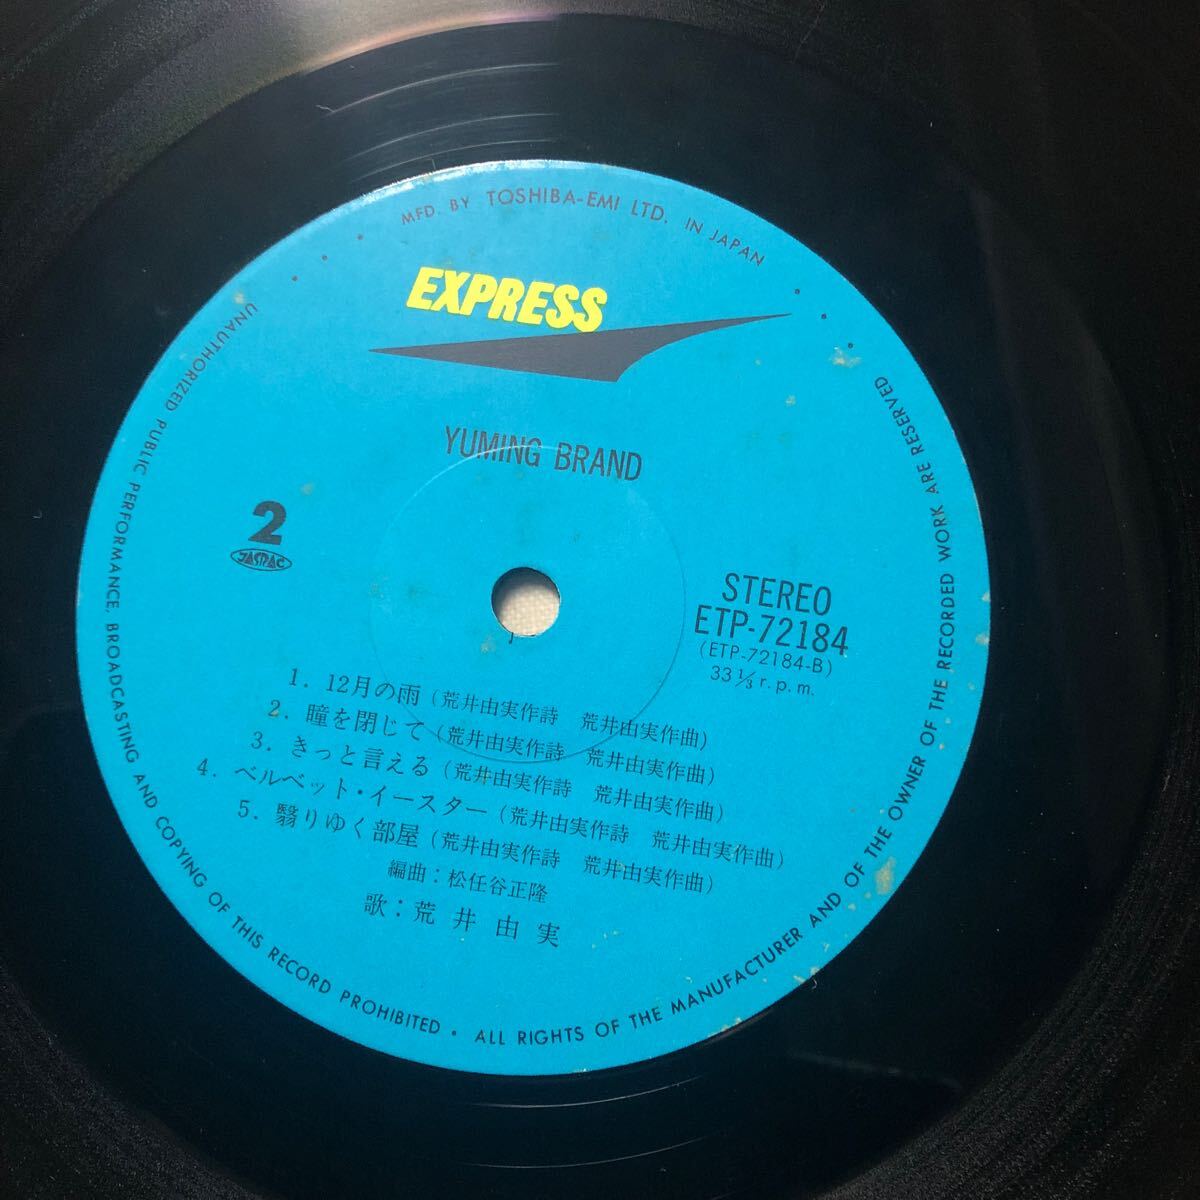 MFD. BY TOSHIBA-EMI LTD. IN JAPAN
EXPRESS
YUMING BRAND
2
JASRAC
STEREO
ETP-72184
(ETP-72184-B)
33 1/3 r.p.m.
1. 12月の雨 (荒井由実作詩 荒井由実作曲)
2. 瞳を閉じて (荒井由実作詩 荒井由実作曲)
3. きっと言える (荒井由実作詩 荒井由実作曲)
4. ベルベット・イースター (荒井由実作詩 荒井由実作曲)
5. 翳りゆく部屋 (荒井由実作詩 荒井由実作曲)
編曲：松任谷正隆
歌：荒井由実
UNAUTHORIZED PUBLIC PERFORMANCE, BROADCASTING AND COPYING OF THIS RECORD PROHIBITED • ALL RIGHTS OF THE MANUFACTURER AND OF THE OWNER OF THE RECORDED WORK ARE RESERVED